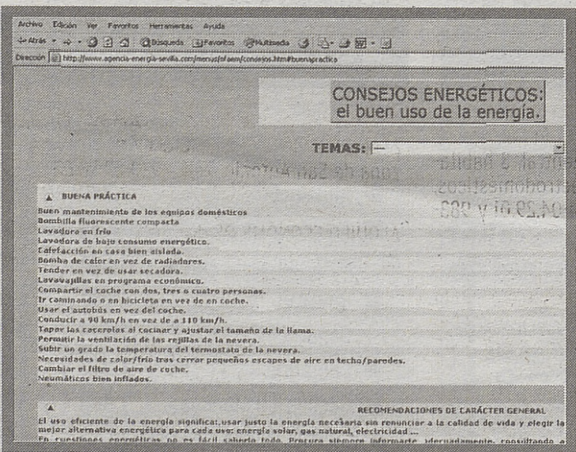 Archivo Edición Ver Favoritos Herramientas Ayuda
Atrás Búsqueda Favoritos Multimedia
Dirección http://www.agencia-energia-sevilla.com/menus/ofaem/consejos.htm#buenapractica
CONSEJOS ENERGÉTICOS:
el buen uso de la energía.
TEMAS: ---
BUENA PRÁCTICA
Buen mantenimiento de los equipos domésticos
Bombilla fluorescente compacta
Lavadora en frío
Lavadora de bajo consumo energético.
Calefacción en casa bien aislada.
Bomba de calor en vez de radiadores.
Tender en vez de usar secadora.
Lavavajillas en programa económico.
Compartir el coche con dos, tres o cuatro personas.
Ir caminando o en bicicleta en vez de en coche.
Usar el autobús en vez del coche.
Conducir a 90 km/h en vez de a 110 km/h.
Tapar las cacerolas al cocinar y ajustar el tamaño de la llama.
Permitir la ventilación de las rejillas de la nevera.
Subir un grado la temperatura del termostato de la nevera.
Necesidades de calor/frío tras cerrar pequeños escapes de aire en techo/paredes.
Cambiar el filtro de aire de coche.
Neumáticos bien inflados.
RECOMENDACIONES DE CARÁCTER GENERAL
El uso eficiente de la energía significa: usar justo la energía necesaria sin renunciar a la calidad de vida y elegir la
mejor alternativa energética para cada uso: energía solar, gas natural, electricidad ...
En cuestiones energéticas no es fácil saberlo todo. Procura siempre informarte adecuadamente, consultando a